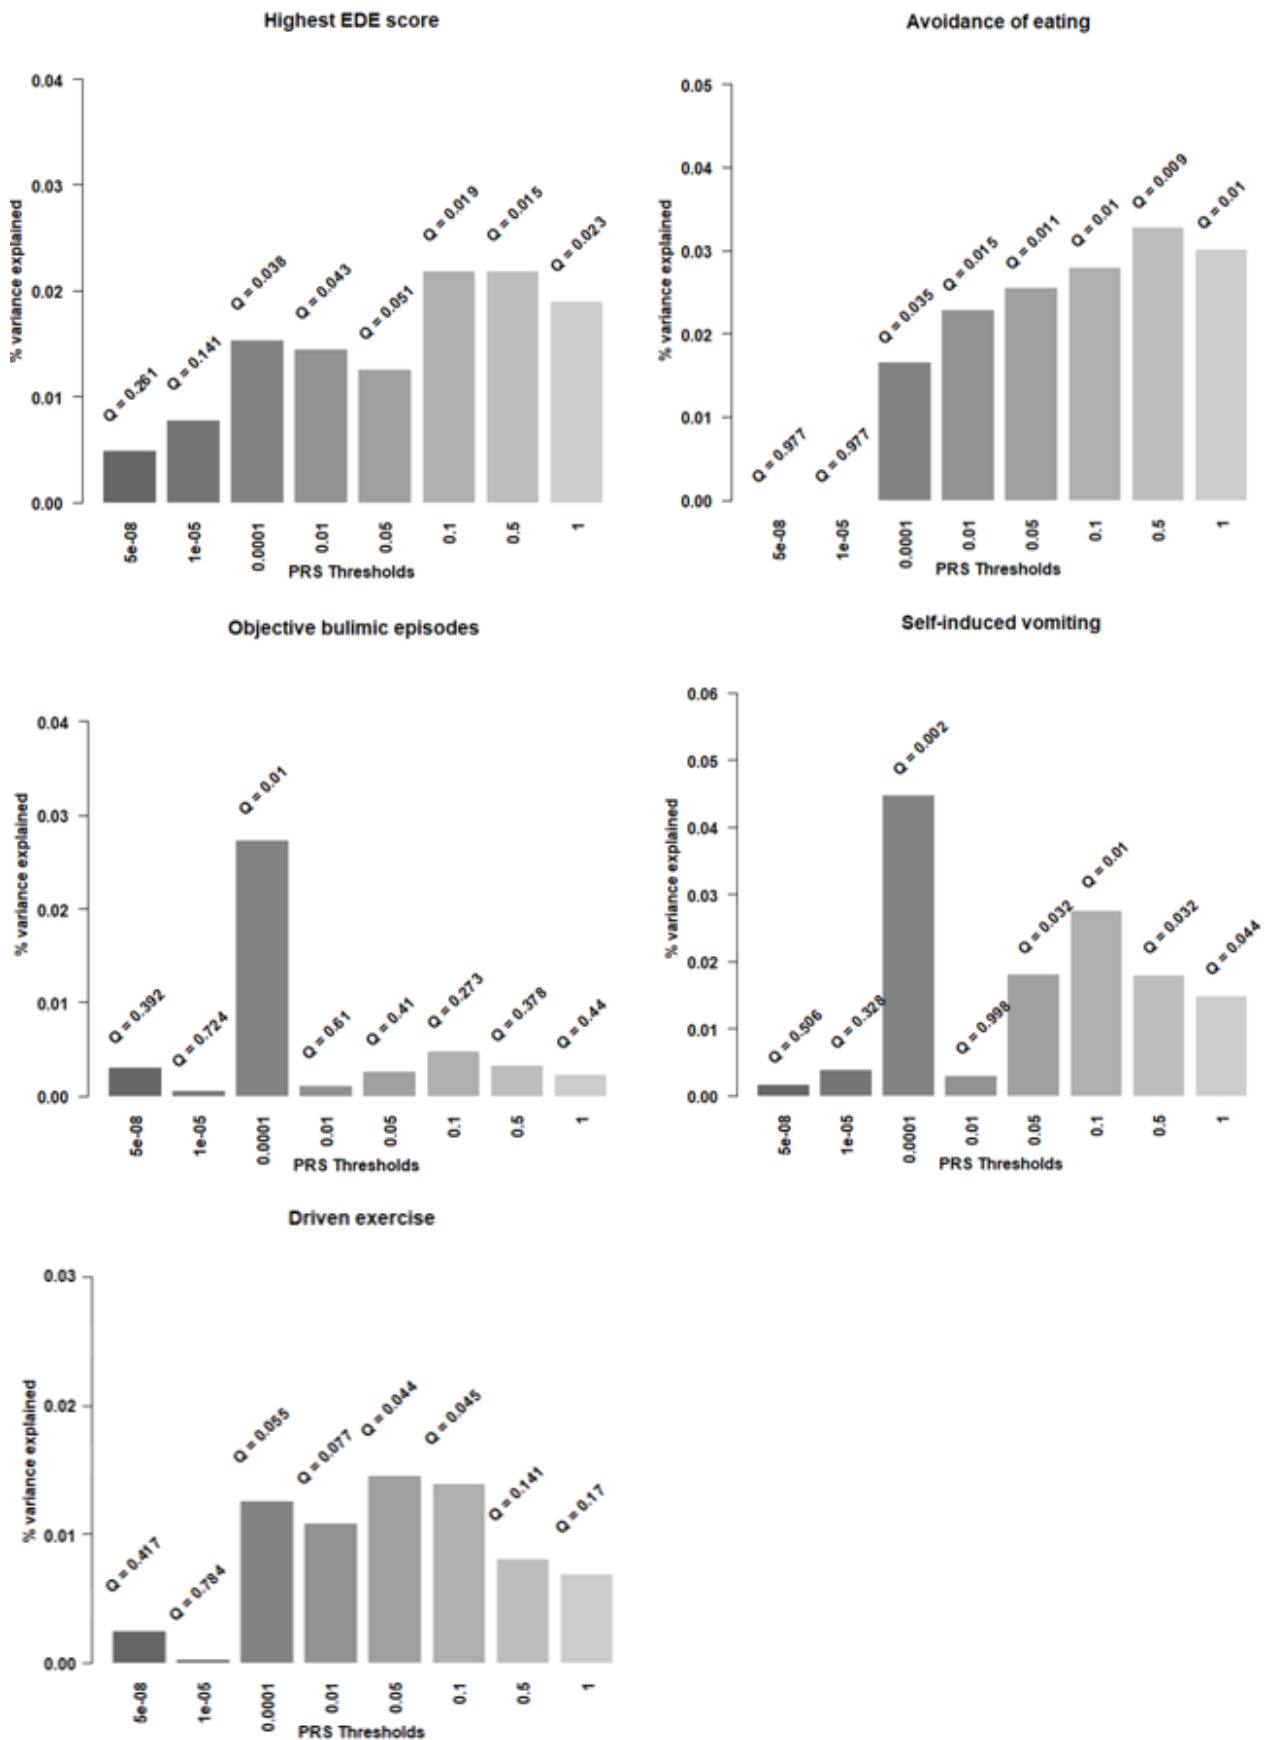 Highest EDE score
% variance explained
0.04
0.03
0.02
0.01
0.00
Q = 0.261
Q = 0.141
Q = 0.038
Q = 0.043
Q = 0.051
Q = 0.019
Q = 0.015
Q = 0.023
5e-08
1e-05
0.0001
0.01
0.05
0.1
0.5
1
PRS Thresholds
Avoidance of eating
% variance explained
0.05
0.04
0.03
0.02
0.01
0.00
Q = 0.977
Q = 0.977
Q = 0.035
Q = 0.015
Q = 0.011
Q = 0.01
Q = 0.009
Q = 0.01
5e-08
1e-05
0.0001
0.01
0.05
0.1
0.5
1
PRS Thresholds
Objective bulimic episodes
% variance explained
0.04
0.03
0.02
0.01
0.00
Q = 0.392
Q = 0.724
Q = 0.01
Q = 0.61
Q = 0.41
Q = 0.273
Q = 0.378
Q = 0.44
5e-08
1e-05
0.0001
0.01
0.05
0.1
0.5
1
PRS Thresholds
Self-induced vomiting
% variance explained
0.06
0.05
0.04
0.03
0.02
0.01
0.00
Q = 0.506
Q = 0.328
Q = 0.002
Q = 0.998
Q = 0.032
Q = 0.01
Q = 0.032
Q = 0.044
5e-08
1e-05
0.0001
0.01
0.05
0.1
0.5
1
PRS Thresholds
Driven exercise
% variance explained
0.03
0.02
0.01
0.00
Q = 0.417
Q = 0.784
Q = 0.055
Q = 0.077
Q = 0.044
Q = 0.045
Q = 0.141
Q = 0.17
5e-08
1e-05
0.0001
0.01
0.05
0.1
0.5
1
PRS Thresholds